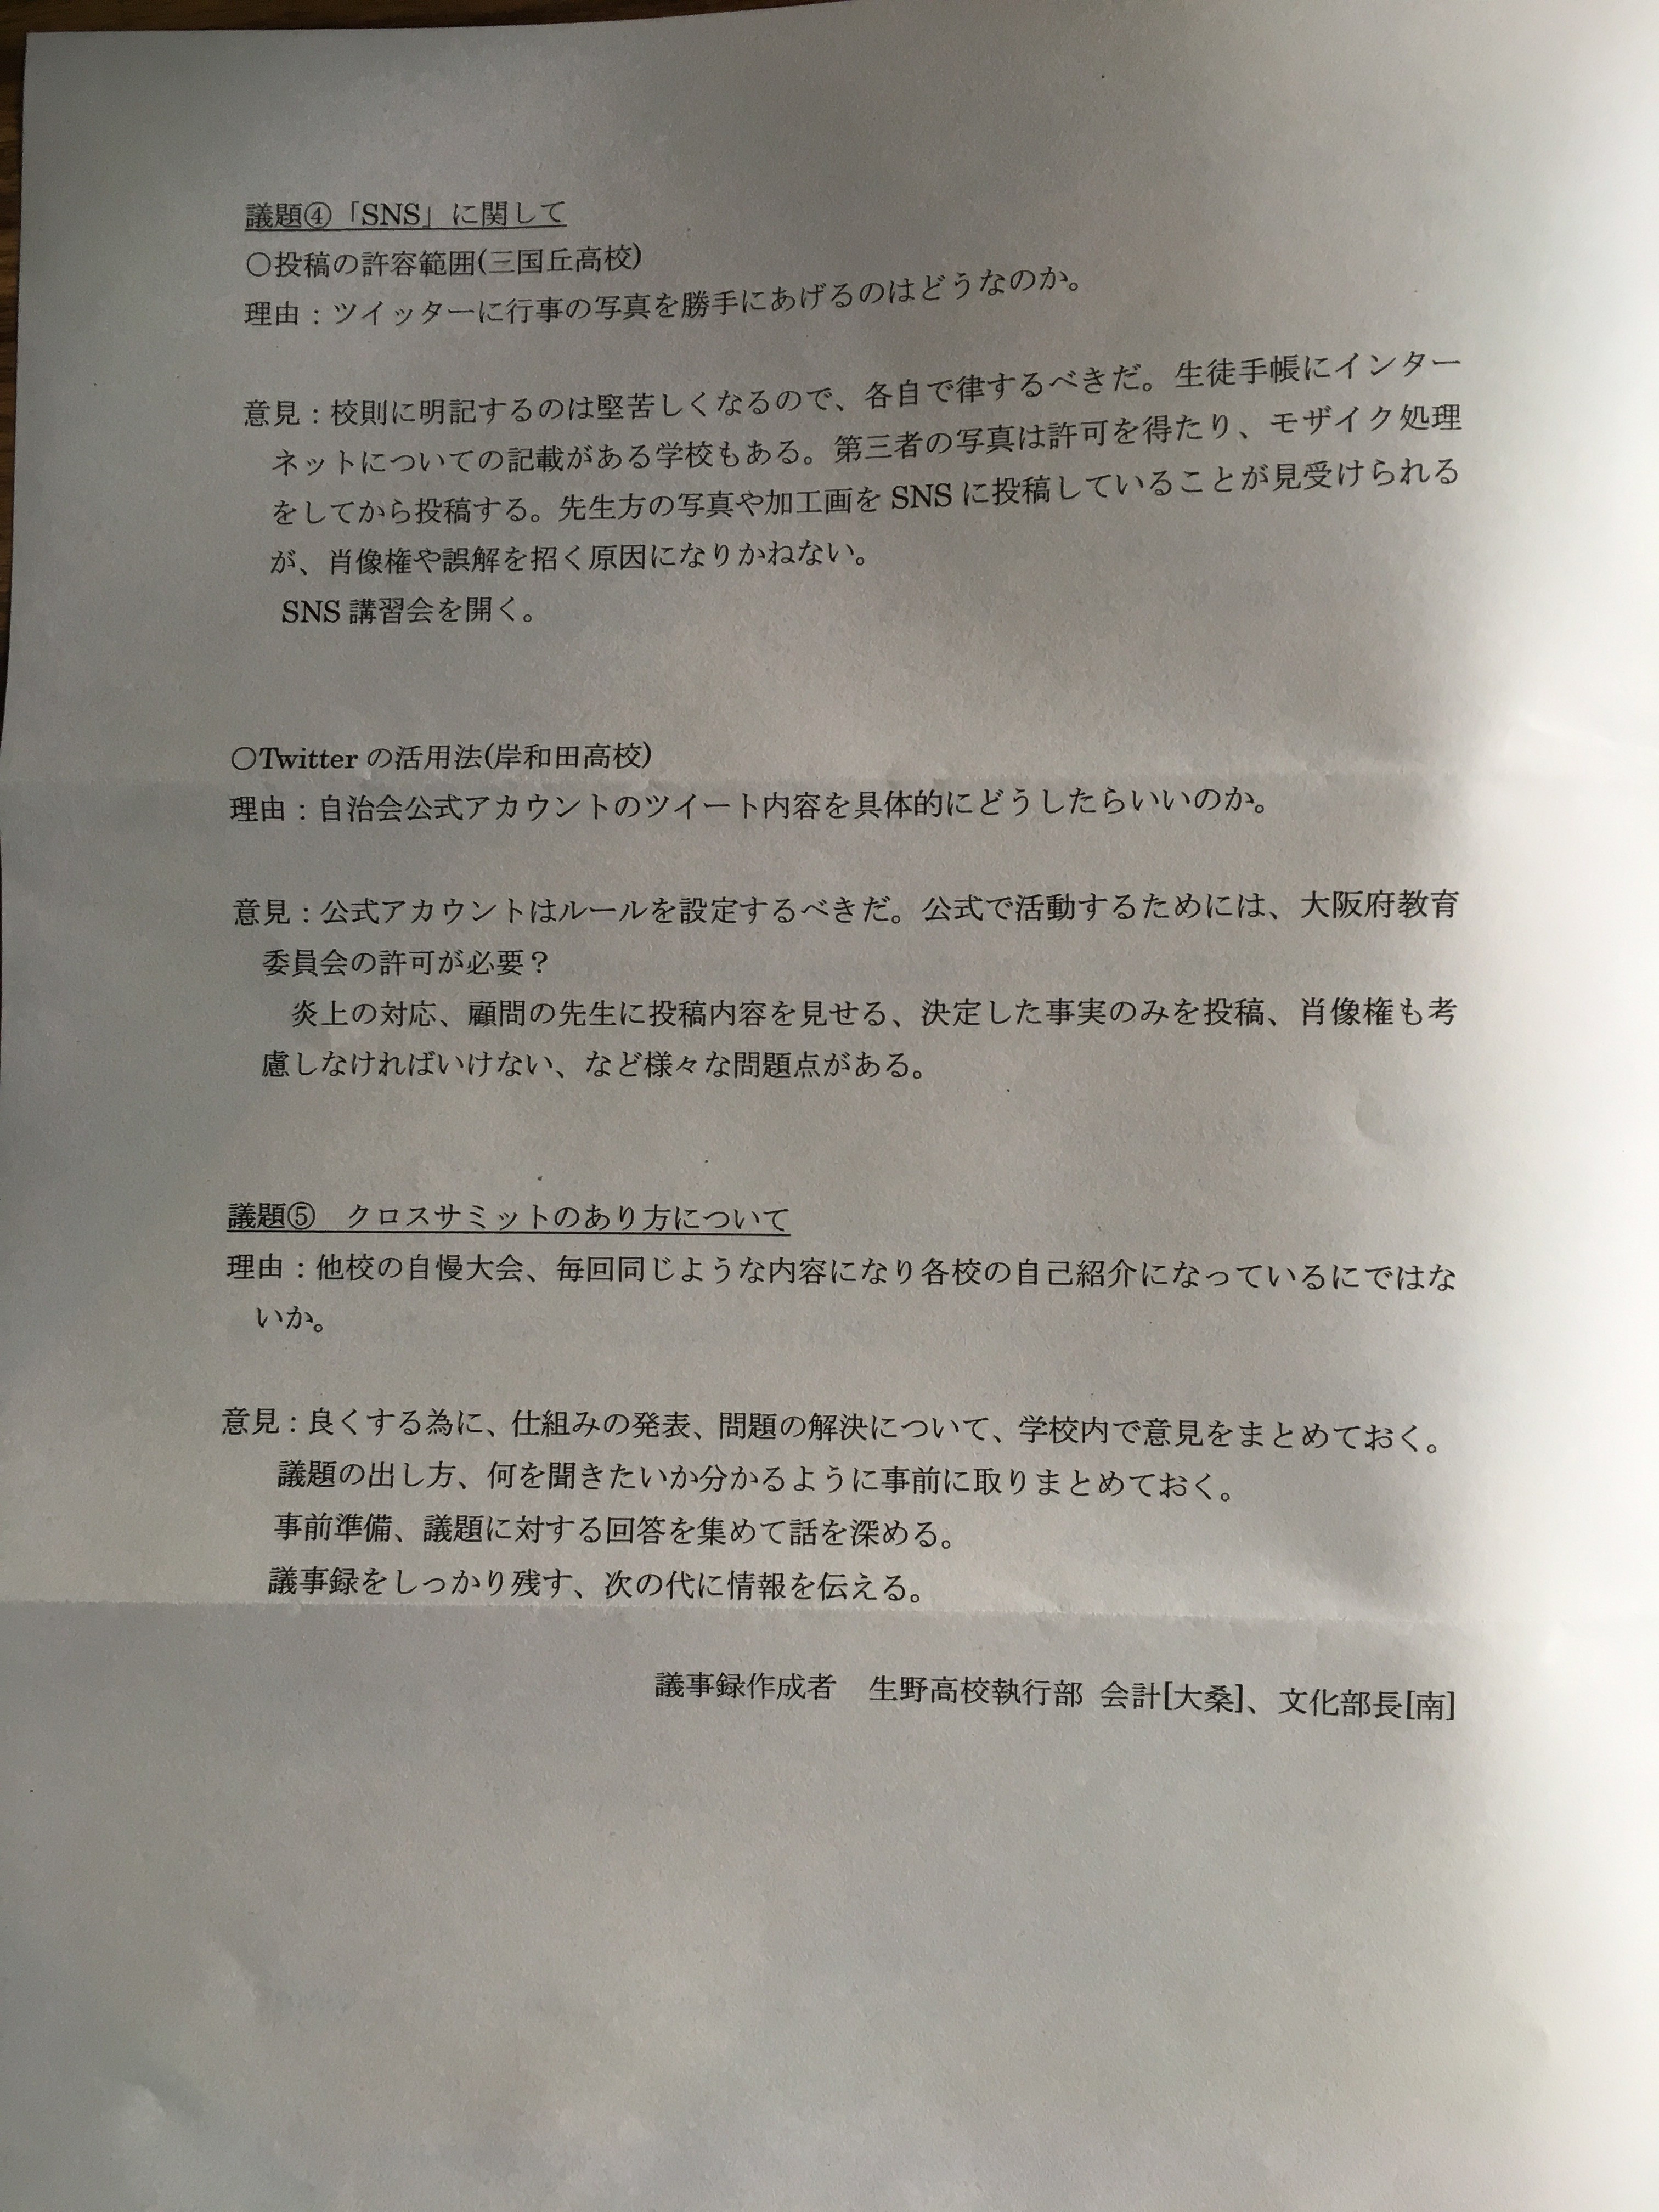 議題④「SNS」に関して
〇投稿の許容範囲(三国丘高校)
理由：ツイッターに行事の写真を勝手にあげるのはどうなのか。
意見：校則に明記するのは堅苦しくなるので、各自で律するべきだ。生徒手帳にインター
ネットについての記載がある学校もある。第三者の写真は許可を得たり、モザイク処理
をしてから投稿する。先生方の写真や加工画を SNS に投稿していることが見受けられる
が、肖像権や誤解を招く原因になりかねない。
SNS 講習会を開く。
〇Twitter の活用法(岸和田高校)
理由：自治会公式アカウントのツイート内容を具体的にどうしたらいいのか。
意見：公式アカウントはルールを設定するべきだ。公式で活動するためには、大阪府教育
委員会の許可が必要？
炎上の対応、顧問の先生に投稿内容を見せる、決定した事実のみを投稿、肖像権も考
慮しなければいけない、など様々な問題点がある。
議題⑤　クロスサミットのあり方について
理由：他校の自慢大会、毎回同じような内容になり各校の自己紹介になっているにではな
いか。
意見：良くする為に、仕組みの発表、問題の解決について、学校内で意見をまとめておく。
議題の出し方、何を聞きたいか分かるように事前に取りまとめておく。
事前準備、議題に対する回答を集めて話を深める。
議事録をしっかり残す、次の代に情報を伝える。
議事録作成者　生野高校執行部 会計[大桑]、文化部長[南]